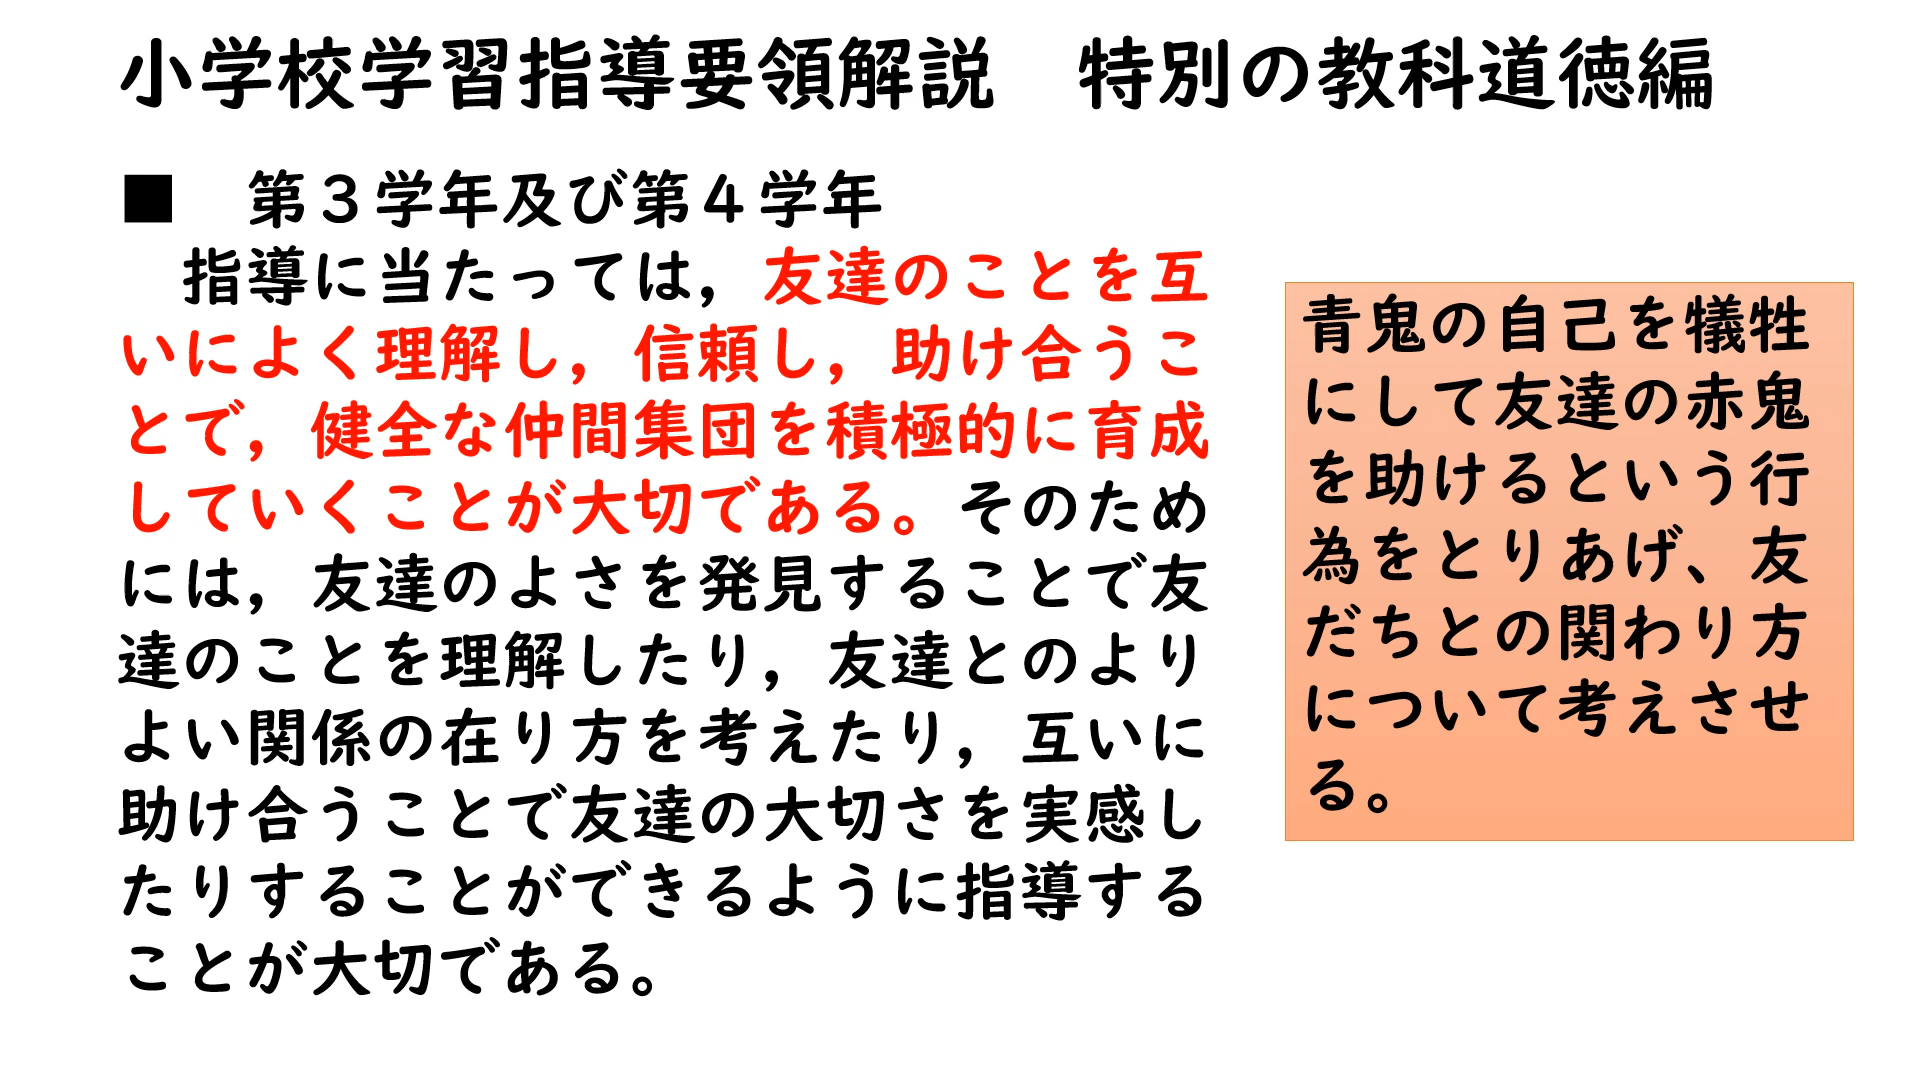 小学校学習指導要領解説　特別の教科道徳編
■　第３学年及び第４学年
　指導に当たっては，友達のことを互
いによく理解し，信頼し，助け合うこ
とで，健全な仲間集団を積極的に育成
していくことが大切である。そのため
には，友達のよさを発見することで友
達のことを理解したり，友達とのより
よい関係の在り方を考えたり，互いに
助け合うことで友達の大切さを実感し
たりすることができるように指導する
ことが大切である。
青鬼の自己を犠牲
にして友達の赤鬼
を助けるという行
為をとりあげ、友
だちとの関わり方
について考えさせ
る。